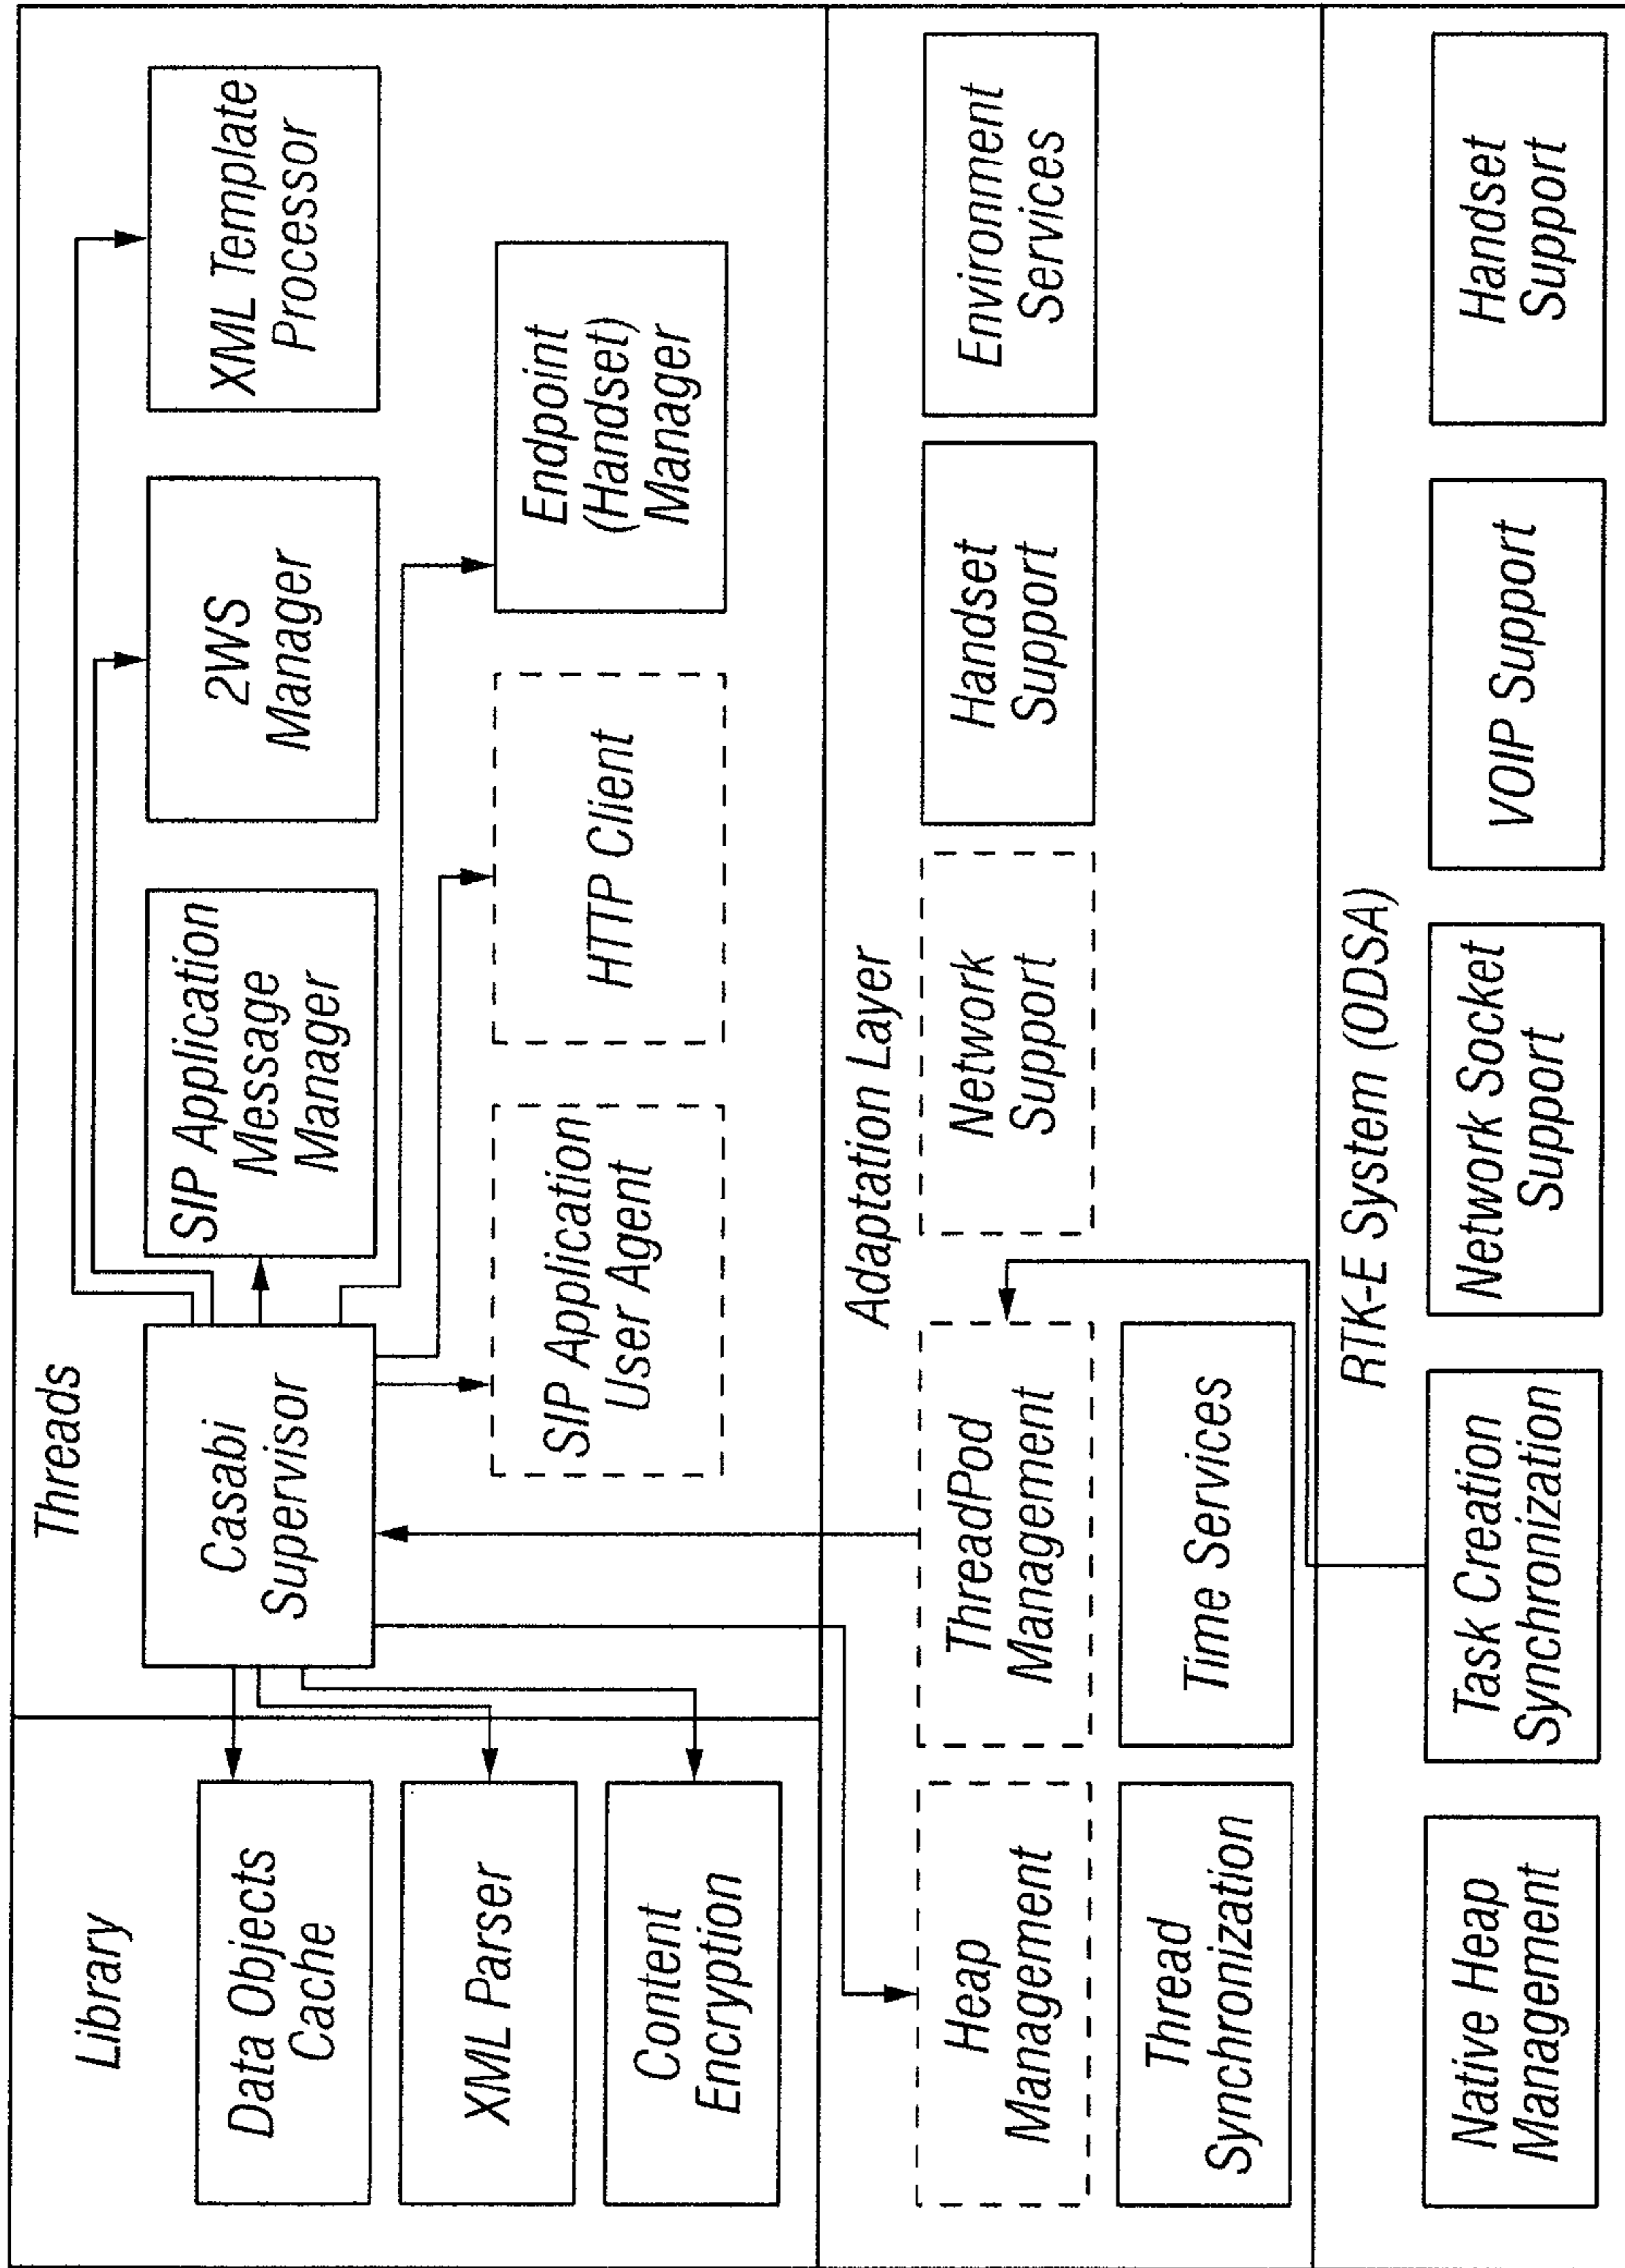 Library
Data Objects
Cache
XML Parser
Content
Encryption
Threads
Casabi
Supervisor
SIP Application
Message
Manager
2WS
Manager
XML Template
Processor
SIP Application
User Agent
HTTP Client
Endpoint
(Handset)
Manager
Adaptation Layer
Heap
Management
ThreadPod
Management
Network
Support
Handset
Support
Environment
Services
Thread
Synchronization
Time Services
RTK-E System (ODSA)
Native Heap
Management
Task Creation
Synchronization
Network Socket
Support
VOIP Support
Handset
Support